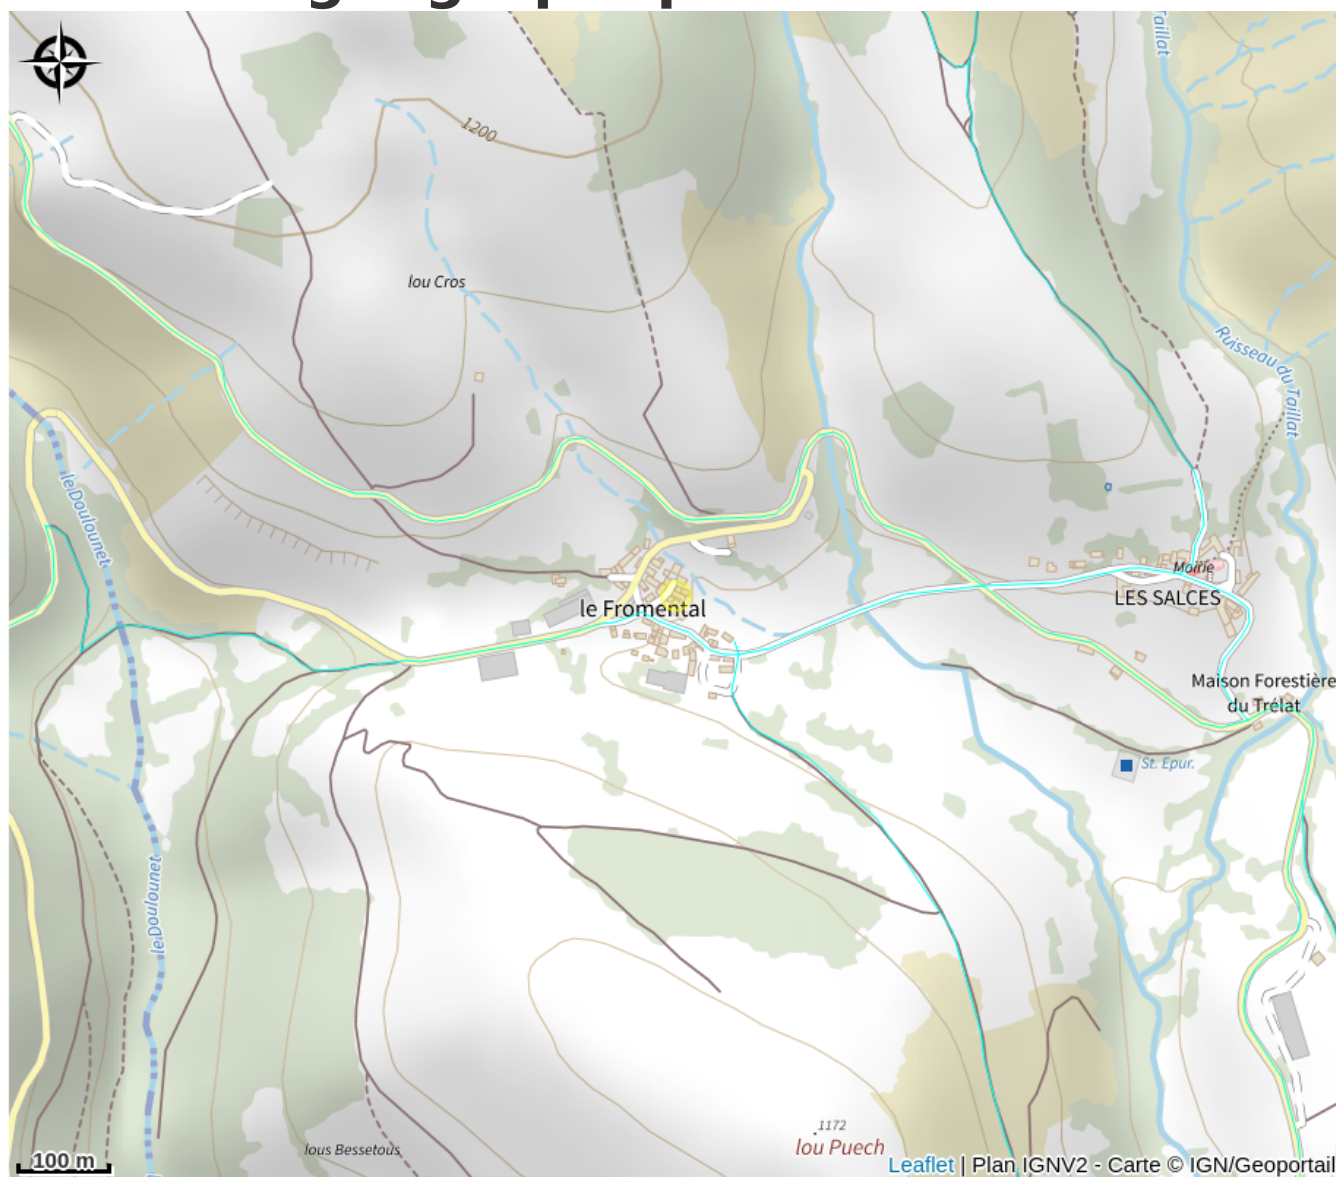 Taillat
1200
lou Cros
Ruisseau du Taillat
le Doulounet
Mairie
le Fromental
LES SALCES
Maison Forestière
du Trélat
St. Epur.
le Doulounet
1172
lou Puech
lous Bessetous
100 m
Leaflet | Plan IGNV2 - Carte © IGN/Geoportail